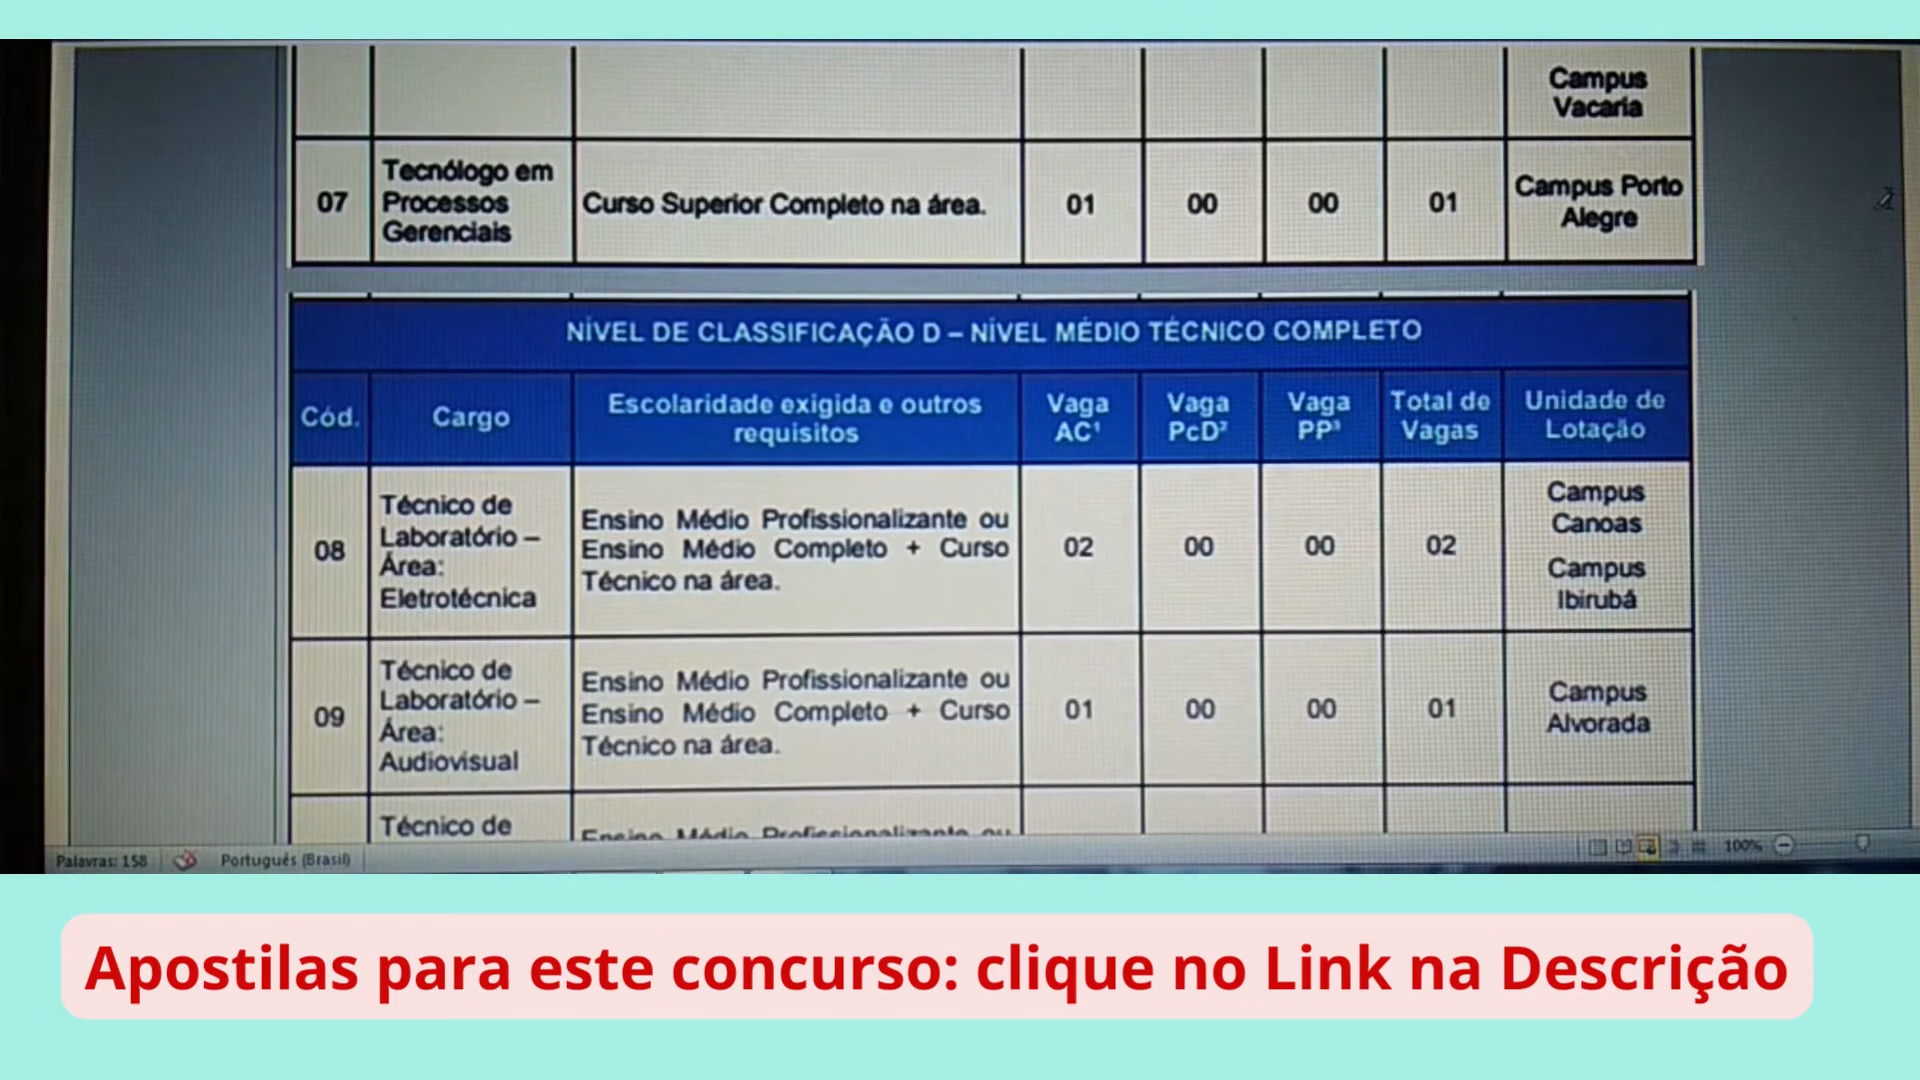 Campus
Vacaria
07
Tecnólogo em
Processos
Gerenciais
Curso Superior Completo na área.
01
00
00
01
Campus Porto
Alegre
NÍVEL DE CLASSIFICAÇÃO D – NÍVEL MÉDIO TÉCNICO COMPLETO
Cód.
Cargo
Escolaridade exigida e outros
requisitos
Vaga
AC¹
Vaga
PcD²
Vaga
PP³
Total de
Vagas
Unidade de
Lotação
08
Técnico de
Laboratório –
Área:
Eletrotécnica
Ensino Médio Profissionalizante ou
Ensino Médio Completo + Curso
Técnico na área.
02
00
00
02
Campus
Canoas
Campus
Ibirubá
09
Técnico de
Laboratório –
Área:
Audiovisual
Ensino Médio Profissionalizante ou
Ensino Médio Completo + Curso
Técnico na área.
01
00
00
01
Campus
Alvorada
Técnico de
Ensino Médio Profissionalizante ou
Palavras: 158
Português (Brasil)
100%
Apostilas para este concurso: clique no Link na Descrição